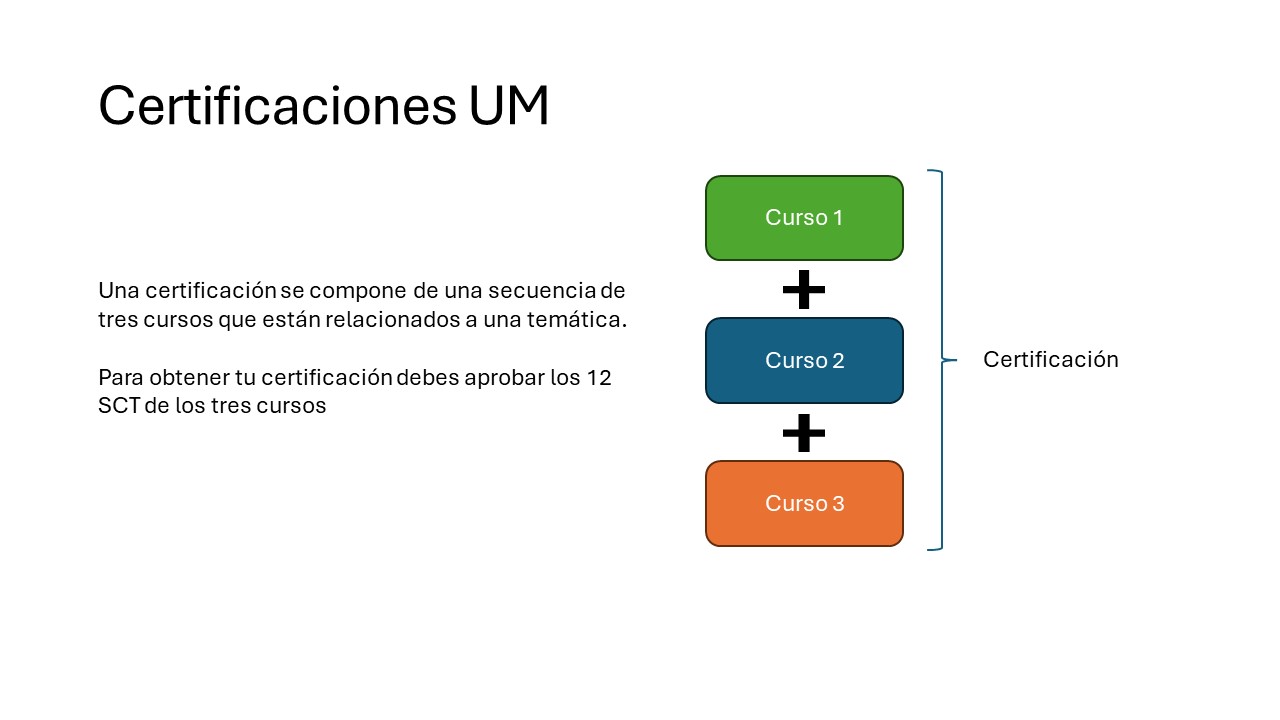 Certificaciones UM
Una certificación se compone de una secuencia de
tres cursos que están relacionados a una temática.
Para obtener tu certificación debes aprobar los 12
SCT de los tres cursos
Curso 1
+
Curso 2
+
Curso 3
Certificación